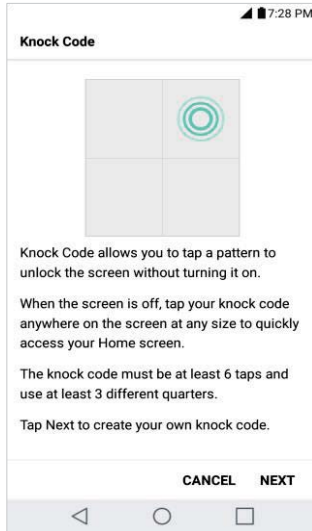 7:28 PM
Knock Code
Knock Code allows you to tap a pattern to
unlock the screen without turning it on.
When the screen is off, tap your knock code
anywhere on the screen at any size to quickly
access your Home screen.
The knock code must be at least 6 taps and
use at least 3 different quarters.
Tap Next to create your own knock code.
CANCEL NEXT